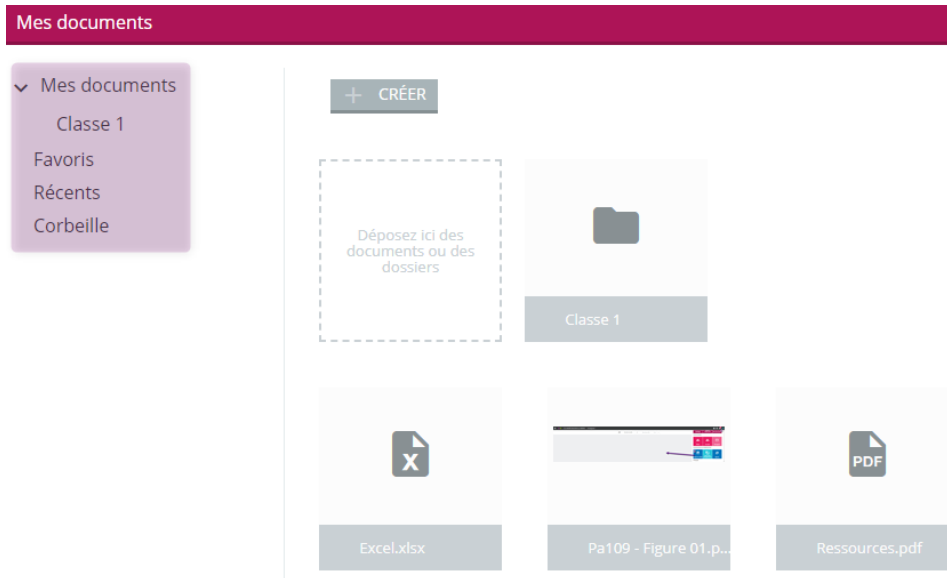 Mes documents
Mes documents
Classe 1
Favoris
Récents
Corbeille
CRÉER
Déposez ici des
documents ou des
dossiers
Classe 1
X
PDF
Excel.xlsx
Pa109 - Figure 01.p...
Ressources.pdf